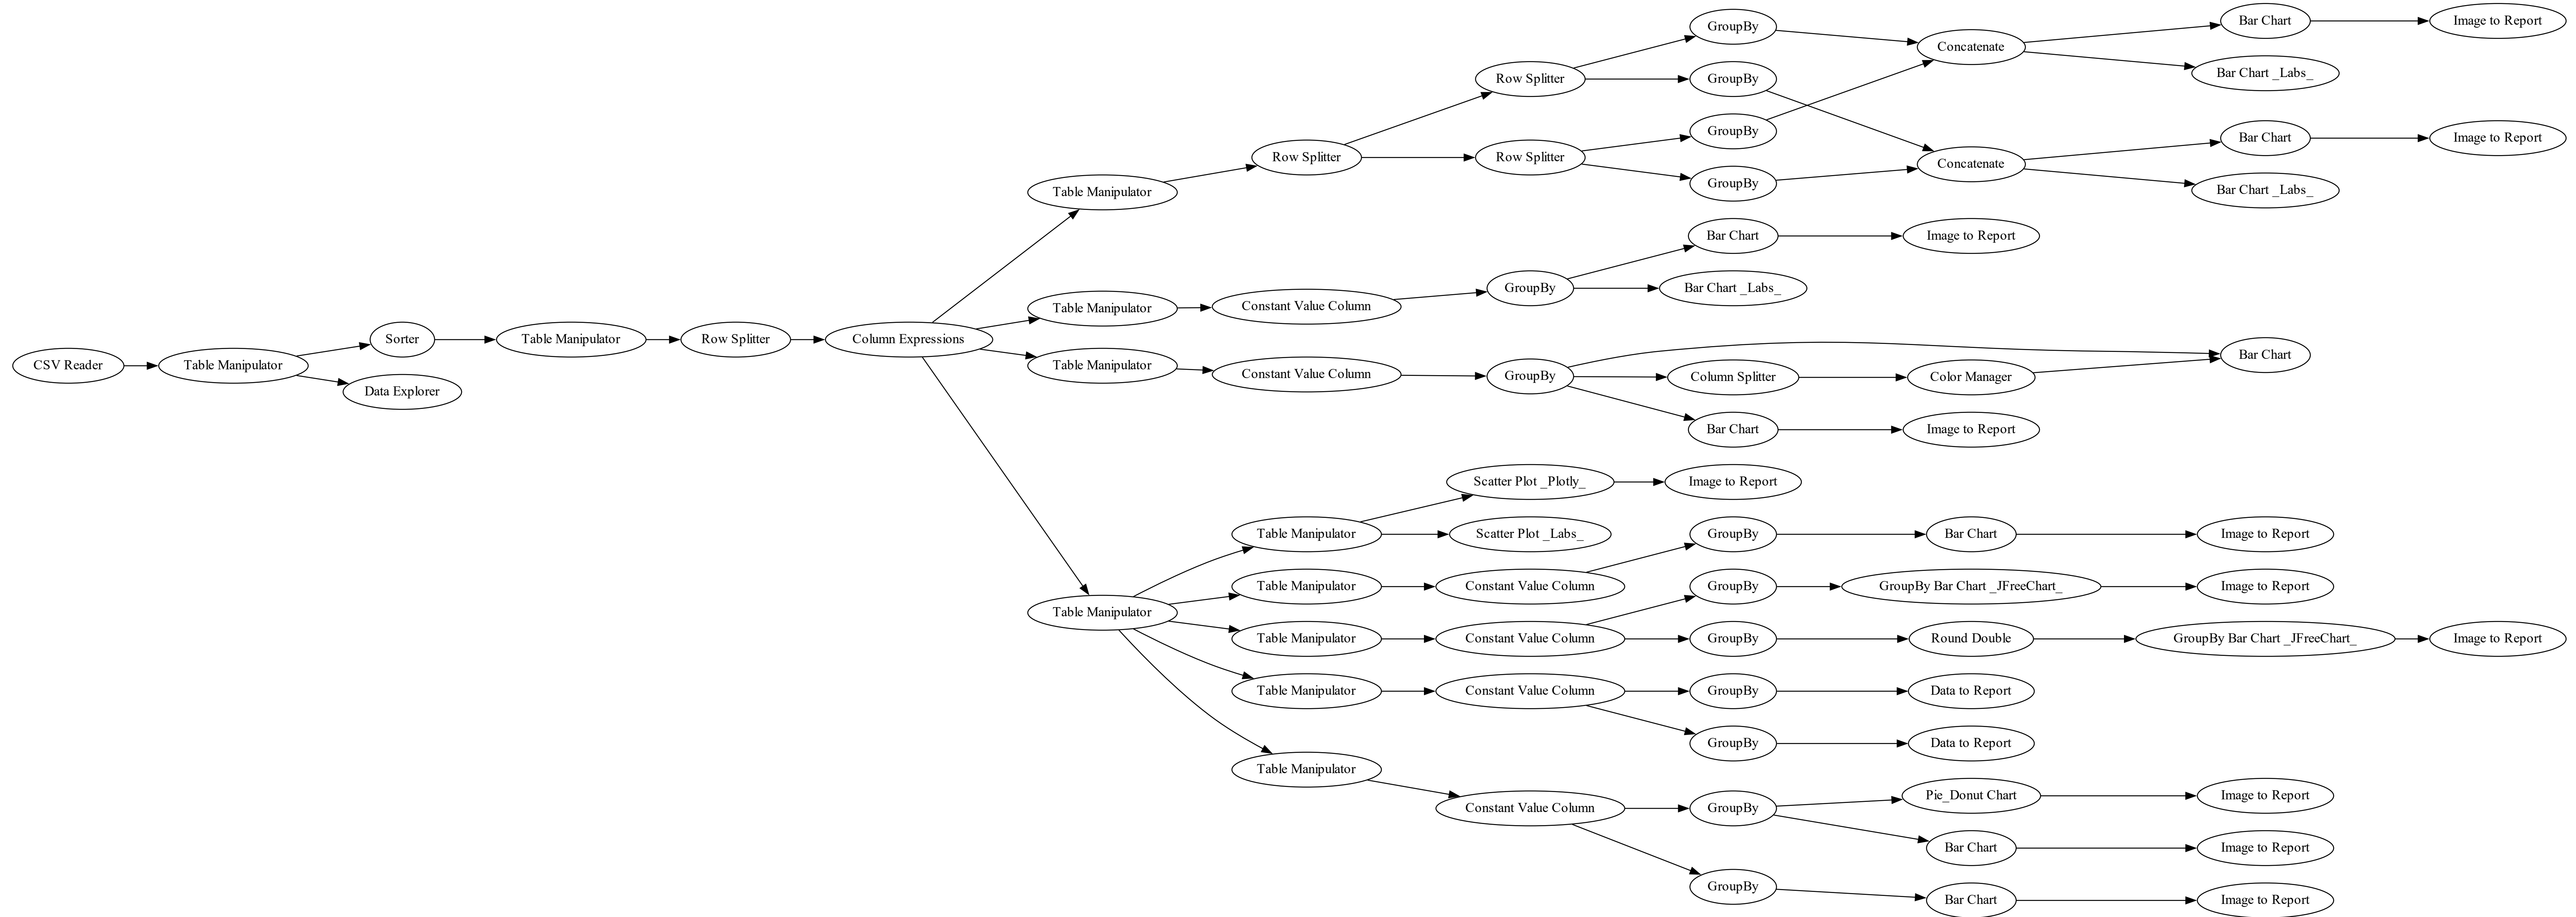 GroupBy
Bar Chart
Image to Report
Concatenate
Row Splitter
GroupBy
Bar Chart _Labs_
GroupBy
Bar Chart
Image to Report
Row Splitter
Row Splitter
Concatenate
Table Manipulator
GroupBy
Bar Chart _Labs_
Bar Chart
Image to Report
Table Manipulator
Constant Value Column
GroupBy
Bar Chart _Labs_
CSV Reader
Table Manipulator
Sorter
Data Explorer
Table Manipulator
Row Splitter
Column Expressions
Table Manipulator
Constant Value Column
GroupBy
Column Splitter
Color Manager
Bar Chart
Bar Chart
Image to Report
Scatter Plot _Plotly_
Image to Report
Table Manipulator
Scatter Plot _Labs_
GroupBy
Bar Chart
Image to Report
Table Manipulator
Constant Value Column
GroupBy
GroupBy Bar Chart _JFreeChart_
Image to Report
Table Manipulator
Table Manipulator
Constant Value Column
GroupBy
Round Double
GroupBy Bar Chart _JFreeChart_
Image to Report
Table Manipulator
Constant Value Column
GroupBy
Data to Report
GroupBy
Data to Report
Table Manipulator
Constant Value Column
GroupBy
Pie_Donut Chart
Image to Report
Bar Chart
Image to Report
GroupBy
Bar Chart
Image to Report